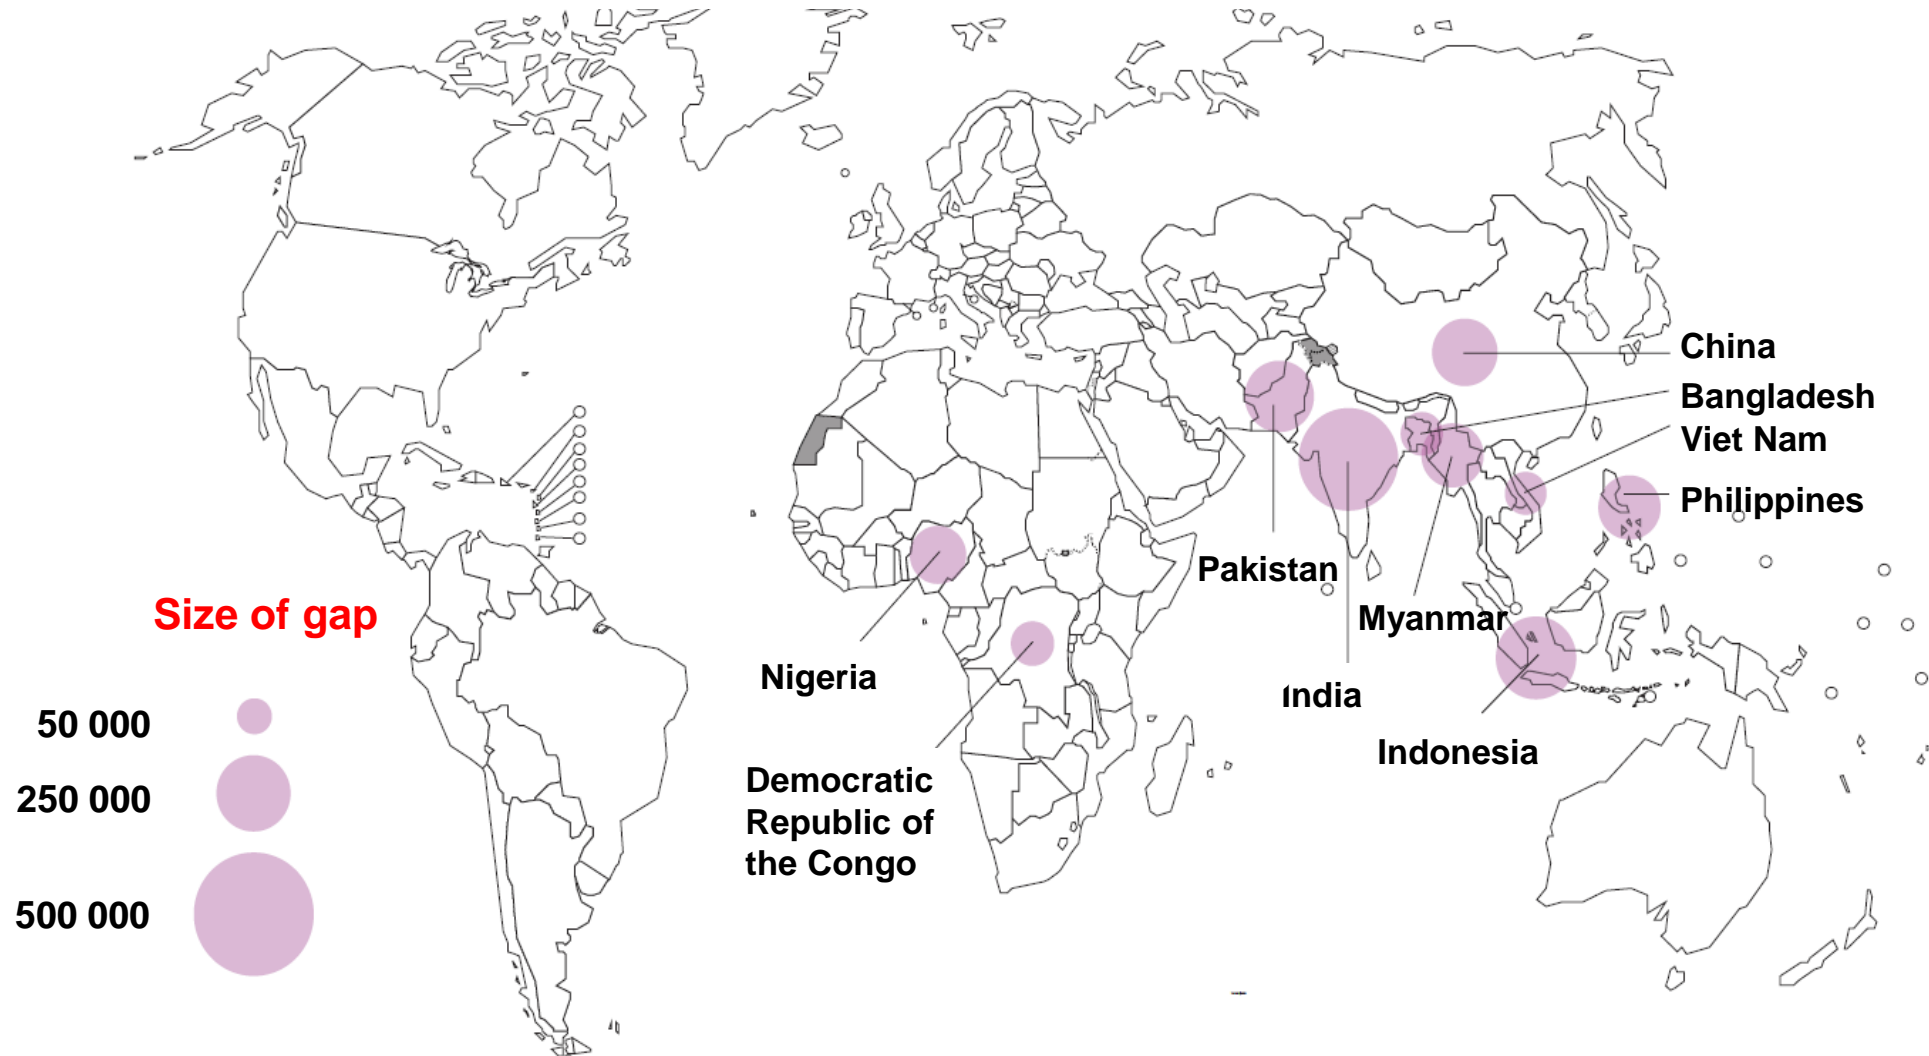 China
Bangladesh
Viet Nam
Philippines
Pakistan
Myanmar
India
Indonesia
Nigeria
Democratic
Republic of
the Congo
Size of gap
50 000
250 000
500 000